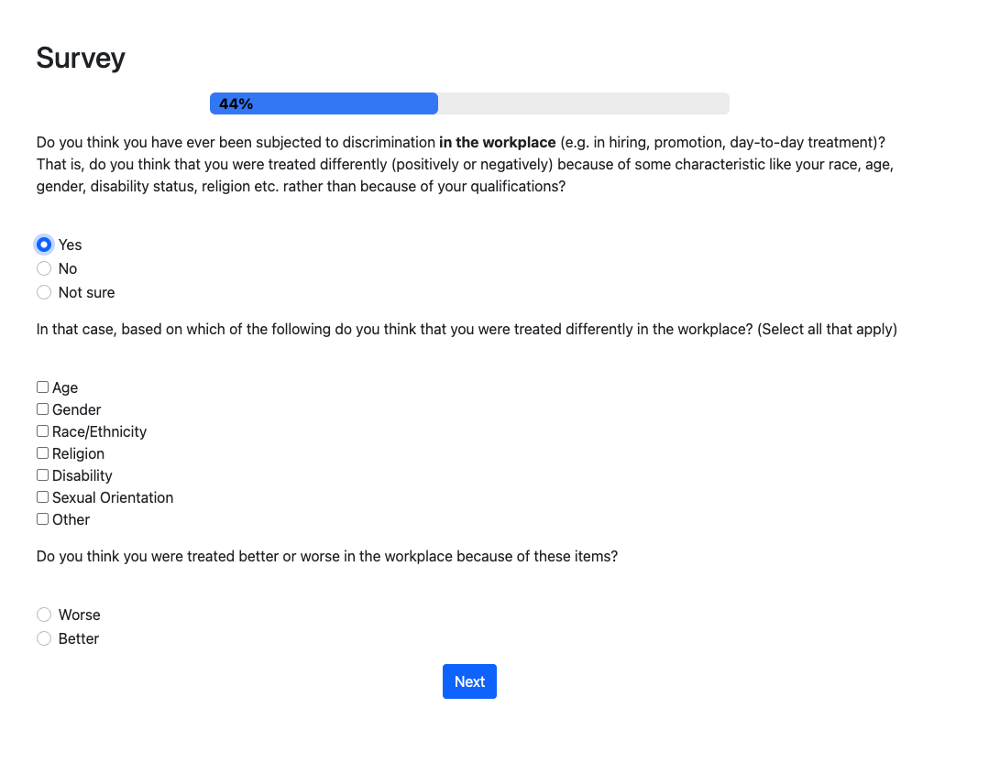 Survey
44%
Do you think you have ever been subjected to discrimination in the workplace (e.g. in hiring, promotion, day-to-day treatment)?
That is, do you think that you were treated differently (positively or negatively) because of some characteristic like your race, age,
gender, disability status, religion etc. rather than because of your qualifications?
Yes
No
Not sure
In that case, based on which of the following do you think that you were treated differently in the workplace? (Select all that apply)
Age
Gender
Race/Ethnicity
Religion
Disability
Sexual Orientation
Other
Do you think you were treated better or worse in the workplace because of these items?
Worse
Better
Next